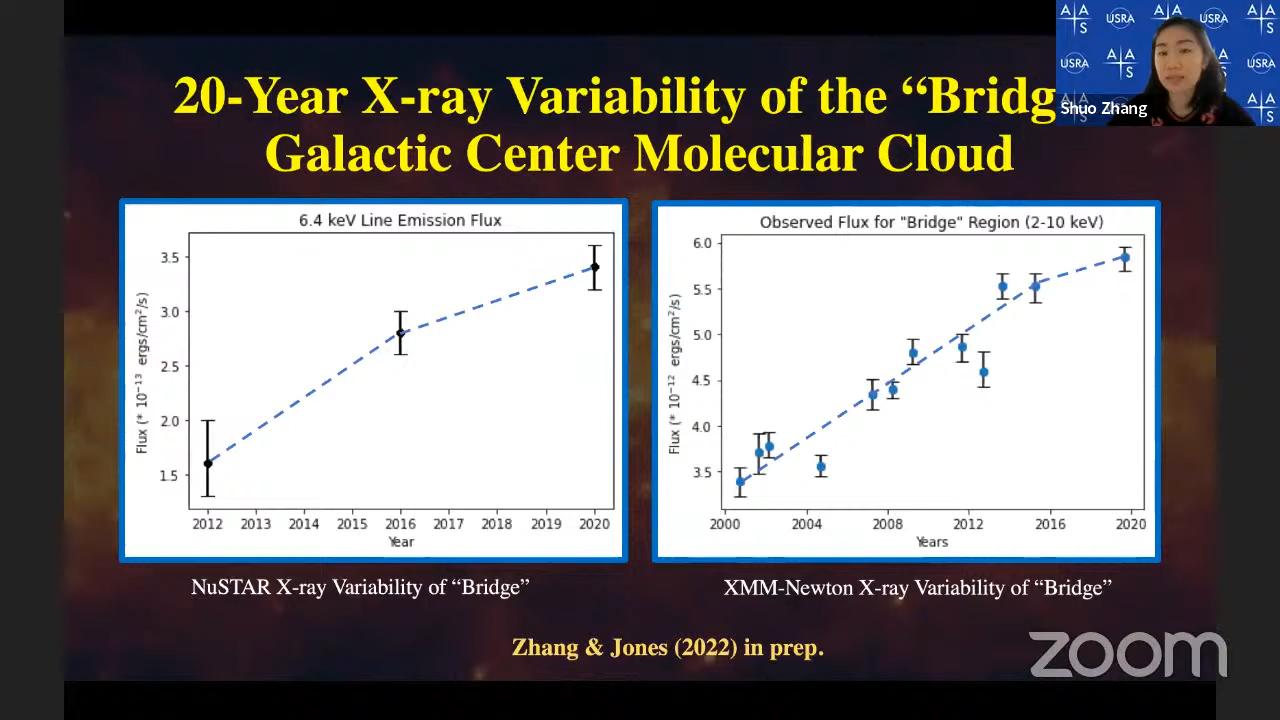 20-Year X-ray Variability of the “Bridg
Galactic Center Molecular Cloud
A A S
USRA
A A S
USRA
A A S
USRA
A A S
USRA
Shuo Zhang
6.4 keV Line Emission Flux
Flux (* 10⁻¹³ ergs/cm²/s)
3.5
3.0
2.5
2.0
1.5
2012 2013 2014 2015 2016 2017 2018 2019 2020
Year
Observed Flux for "Bridge" Region (2-10 keV)
Flux (* 10⁻¹² ergs/cm²/s)
6.0
5.5
5.0
4.5
4.0
3.5
2000 2004 2008 2012 2016 2020
Years
NuSTAR X-ray Variability of “Bridge”
XMM-Newton X-ray Variability of “Bridge”
Zhang & Jones (2022) in prep.
zoom